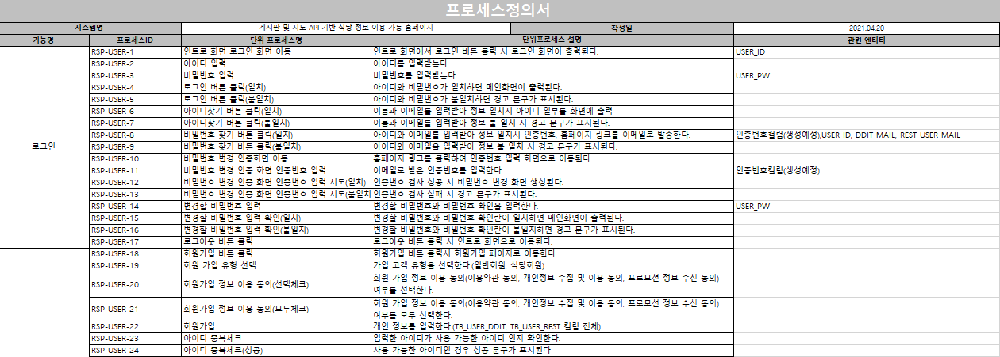 프로세스정의서
시스템명 게시판 및 지도 API 기반 식당 정보 이용 가능 홈페이지 작성일 2021.04.20
기능명 프로세스ID 단위 프로세스명 단위프로세스 설명 관련 엔티티
RSP-USER-1 인트로 화면 로그인 화면 이동 인트로 화면에서 로그인 버튼 클릭 시 로그인 화면이 출력된다. USER_ID
RSP-USER-2 아이디 입력 아이디를 입력받는다.
RSP-USER-3 비밀번호 입력 비밀번호를 입력받는다. USER_PW
RSP-USER-4 로그인 버튼 클릭(일치) 아이디와 비밀번호가 일치하면 메인화면이 출력된다.
RSP-USER-5 로그인 버튼 클릭(불일치) 아이디와 비밀번호가 불일치하면 경고 문구가 표시된다.
RSP-USER-6 아이디찾기 버튼 클릭(일치) 이름과 이메일를 입력받아 정보 일치시 아이디 일부를 화면에 출력
RSP-USER-7 아이디찾기 버튼 클릭(불일치) 이름과 이메일를 입력받아 정보 불 일치 시 경고 문구가 표시된다.
RSP-USER-8 비밀번호 찾기 버튼 클릭(일치) 아이디와 이메일를 입력받아 정보 일치시 인증번호, 홈페이지 링크를 이메일로 발송한다. 인증번호컬럼(생성예정),USER_ID, DDIT_MAIL, REST_USER_MAIL
로그인
RSP-USER-9 비밀번호 찾기 버튼 클릭(불일치) 아이디와 이메일을 입력받아 정보 불 일치 시 경고 문구가 표시된다.
RSP-USER-10 비밀번호 변경 인증화면 이동 홈페이지 링크를 클릭하여 인증번호 입력 화면으로 이동된다.
RSP-USER-11 비밀번호 변경 인증 화면 인증번호 입력 이메일로 받은 인증번호를 입력한다. 인증번호컬럼(생성예정)
RSP-USER-12 비밀번호 변경 인증 화면 인증번호 입력 시도(일치) 인증번호 검사 성공 시 비밀번호 변경 화면 생성된다.
RSP-USER-13 비밀번호 변경 인증 화면 인증번호 입력 시도(불일치 인증번호 검사 실패 시 경고 문구가 표시된다.
RSP-USER-14 변경할 비밀번호 입력 변경할 비밀번호와 비밀번호 확인을 입력한다. USER_PW
RSP-USER-15 변경할 비밀번호 입력 확인(일치) 변경할 비밀번호와 비밀번호 확인란이 일치하면 메인화면이 출력된다.
RSP-USER-16 변경할 비밀번호 입력 확인(불일치) 변경할 비밀번호와 비밀번호 확인란이 불일치하면 경고 문구가 표시된다.
RSP-USER-17 로그아웃 버튼 클릭 로그아웃 버튼 클릭 시 인트로 화면으로 이동된다.
RSP-USER-18 회원가입 버튼 클릭 회원가입 버튼 클릭시 회원가입 페이지로 이동한다.
RSP-USER-19 회원 가입 유형 선택 가입 고객 유형을 선택한다.(일반회원, 식당회원)
RSP-USER-20 회원가입 정보 이용 동의(선택체크) 회원 가입 정보 이용 동의(이용약관 동의, 개인정보 수집 및 이용 동의, 프로모션 정보 수신 동의)
여부를 선택한다.
RSP-USER-21 회원가입 정보 이용 동의(모두체크) 회원 가입 정보 이용 동의(이용약관 동의, 개인정보 수집 및 이용 동의, 프로모션 정보 수신 동의)
여부를 모두 선택한다.
RSP-USER-22 회원가입 개인 정보를 입력한다.(TB_USER_DDIT, TB_USER_REST 컬럼 전체)
RSP-USER-23 아이디 중복체크 입력한 아이디가 사용 가능한 아이디 인지 확인한다.
RSP-USER-24 아이디 중복체크(성공) 사용 가능한 아이디인 경우 성공 문구가 표시된다